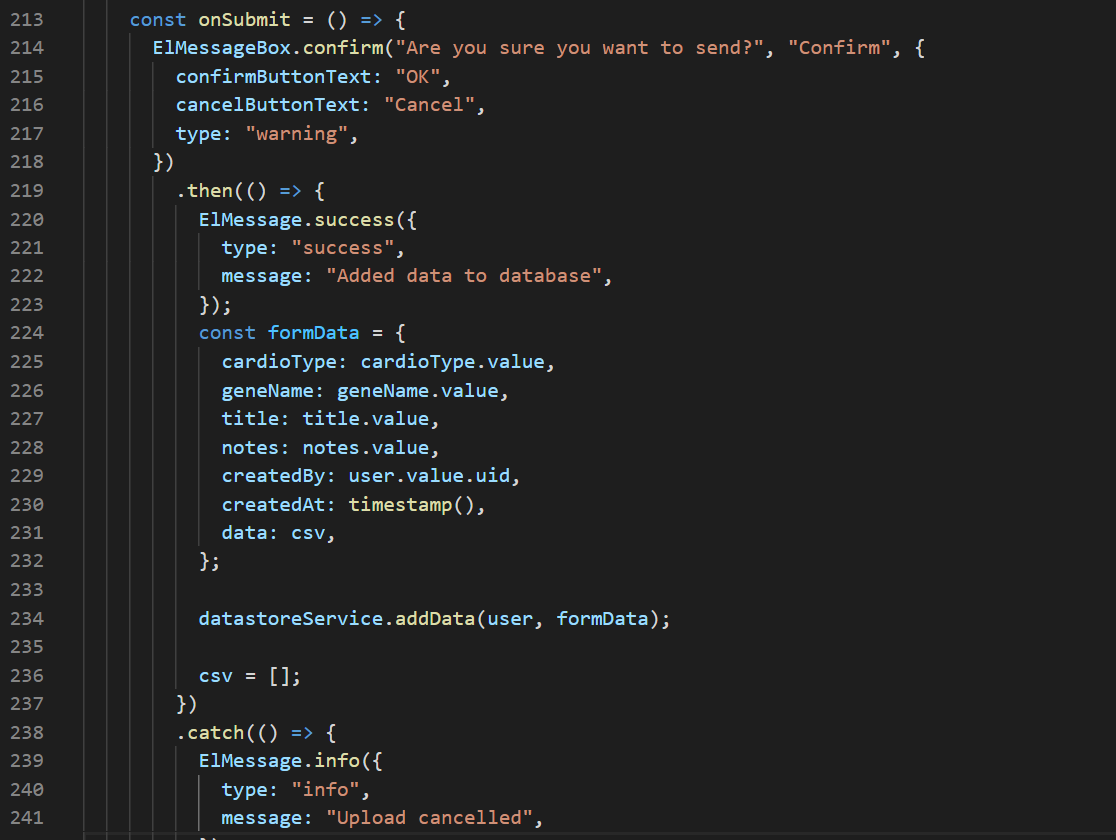 213 const onSubmit = () => {
214 ElMessageBox.confirm("Are you sure you want to send?", "Confirm", {
215 confirmButtonText: "OK",
216 cancelButtonText: "Cancel",
217 type: "warning",
218 })
219 .then(() => {
220 ElMessage.success({
221 type: "success",
222 message: "Added data to database",
223 });
224 const formData = {
225 cardioType: cardioType.value,
226 geneName: geneName.value,
227 title: title.value,
228 notes: notes.value,
229 createdBy: user.value.uid,
230 createdAt: timestamp(),
231 data: csv,
232 };
233
234 datastoreService.addData(user, formData);
235
236 csv = [];
237 })
238 .catch(() => {
239 ElMessage.info({
240 type: "info",
241 message: "Upload cancelled",